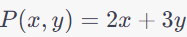 P(x, y) = 2x + 3y